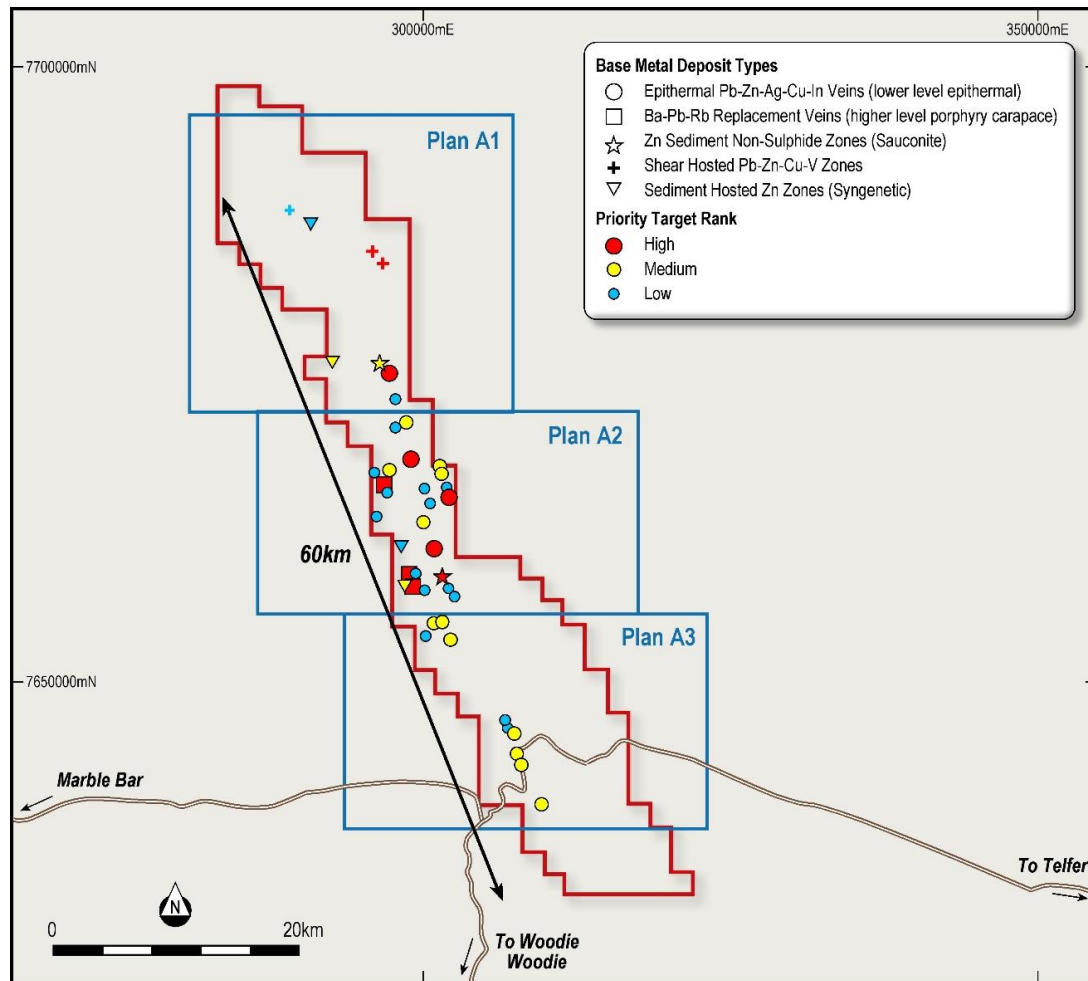 300000mE
350000mE
7700000mN
Base Metal Deposit Types
Epithermal Pb-Zn-Ag-Cu-In Veins (lower level epithermal)
Ba-Pb-Rb Replacement Veins (higher level porphyry carapace)
Zn Sediment Non-Sulphide Zones (Sauconite)
Shear Hosted Pb-Zn-Cu-V Zones
Sediment Hosted Zn Zones (Syngenetic)
Priority Target Rank
High
Medium
Low
Plan A1
Plan A2
60km
Plan A3
7650000mN
Marble Bar
To Telfer
N
0
20km
To Woodie
Woodie